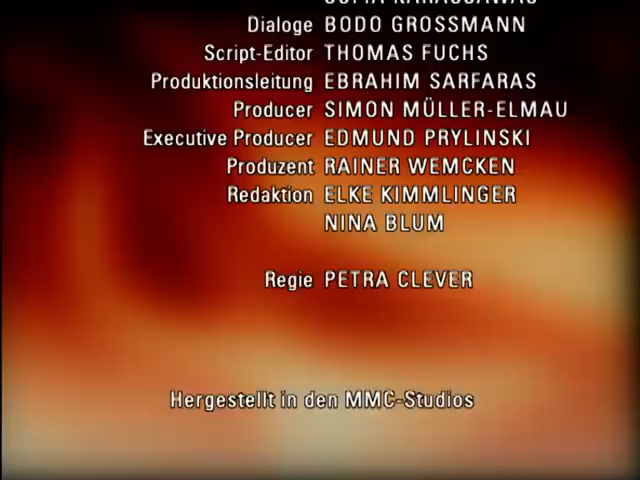 Dialoge BODO GROSSMANN
Script-Editor THOMAS FUCHS
Produktionsleitung EBRAHIM SARFARAS
Producer SIMON MÜLLER-ELMAU
Executive Producer EDMUND PRYLINSKI
Produzent RAINER WEMCKEN
Redaktion ELKE KIMMLINGER
NINA BLUM
Regie PETRA CLEVER
Hergestellt in den MMC-Studios